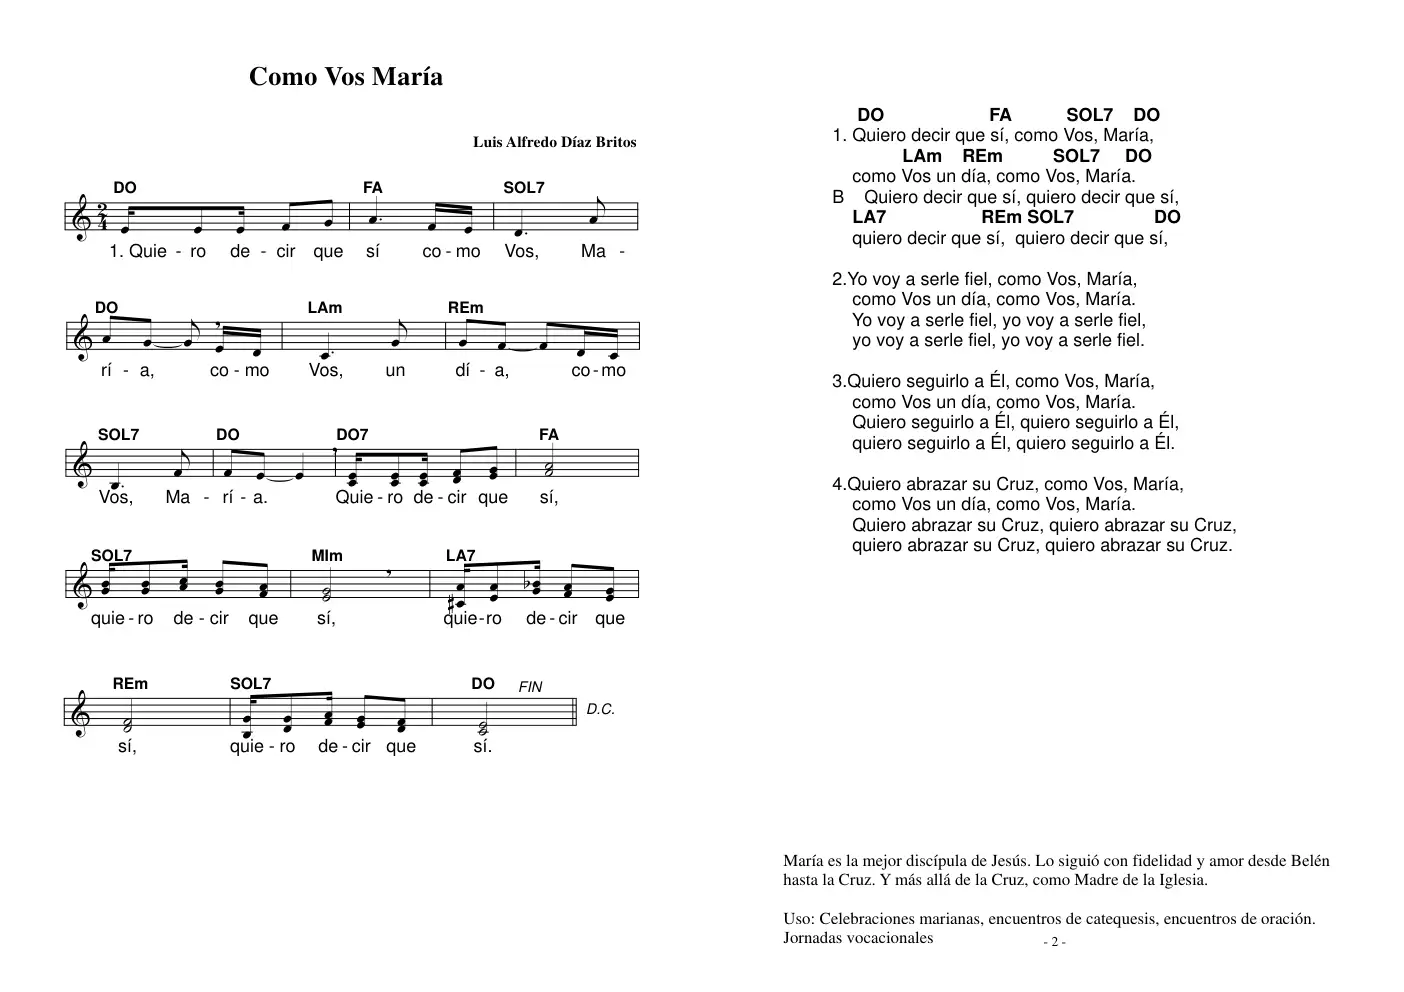 Como Vos María
Luis Alfredo Díaz Britos
DO FA SOL7
2
4
1. Quie - ro de - cir que sí co - mo Vos, Ma -
DO LAm REm
rí - a, co - mo Vos, un dí - a, co - mo
SOL7 DO DO7 FA
Vos, Ma - rí - a. Quie - ro de - cir que sí,
SOL7 MIm LA7
quie - ro de - cir que sí, quie - ro de - cir que
REm SOL7 DO FIN
D.C.
sí, quie - ro de - cir que sí.
DO FA SOL7 DO
1. Quiero decir que sí, como Vos, María,
LAm REm SOL7 DO
como Vos un día, como Vos, María.
B Quiero decir que sí, quiero decir que sí,
LA7 REm SOL7 DO
quiero decir que sí, quiero decir que sí,
2.Yo voy a serle fiel, como Vos, María,
como Vos un día, como Vos, María.
Yo voy a serle fiel, yo voy a serle fiel,
yo voy a serle fiel, yo voy a serle fiel.
3.Quiero seguirlo a Él, como Vos, María,
como Vos un día, como Vos, María.
Quiero seguirlo a Él, quiero seguirlo a Él,
quiero seguirlo a Él, quiero seguirlo a Él.
4.Quiero abrazar su Cruz, como Vos, María,
como Vos un día, como Vos, María.
Quiero abrazar su Cruz, quiero abrazar su Cruz,
quiero abrazar su Cruz, quiero abrazar su Cruz.
María es la mejor discípula de Jesús. Lo siguió con fidelidad y amor desde Belén
hasta la Cruz. Y más allá de la Cruz, como Madre de la Iglesia.
Uso: Celebraciones marianas, encuentros de catequesis, encuentros de oración.
Jornadas vocacionales
- 2 -